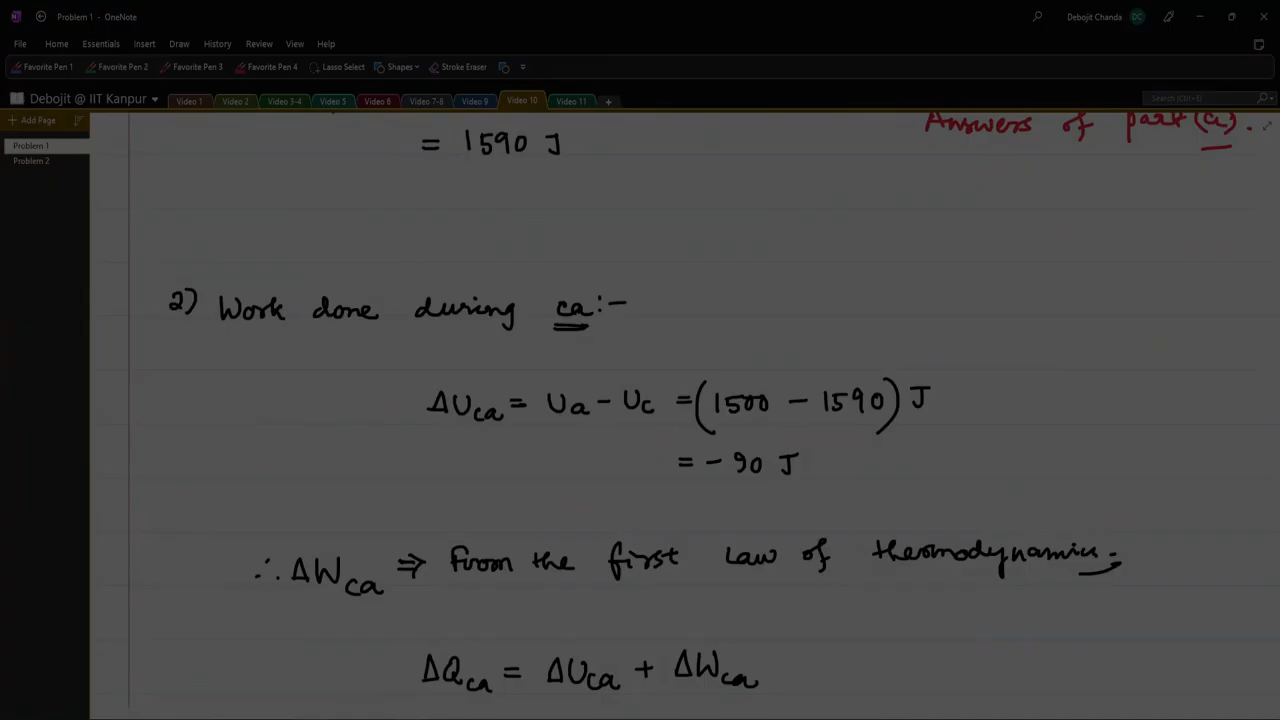 Problem 1 - OneNote
Debojit Chanda DC
File Home Essentials Insert Draw History Review View Help
Favorite Pen 1 Favorite Pen 2 Favorite Pen 3 Favorite Pen 4 Lasso Select Shapes Stroke Eraser
Debojit @ IIT Kanpur Video 1 Video 2 Video 3-4 Video 5 Video 6 Video 7-8 Video 9 Video 10 Video 11 + Search (Ctrl+E)
+ Add Page
Problem 1
Problem 2
Answers of part (a).
= 1590 J
2) Work done during ca:-
ΔUca = Ua - Uc = (1500 - 1590) J
= - 90 J
∴ ΔWca ⇒ From the first law of thermodynamics.
ΔQca = ΔUca + ΔWca